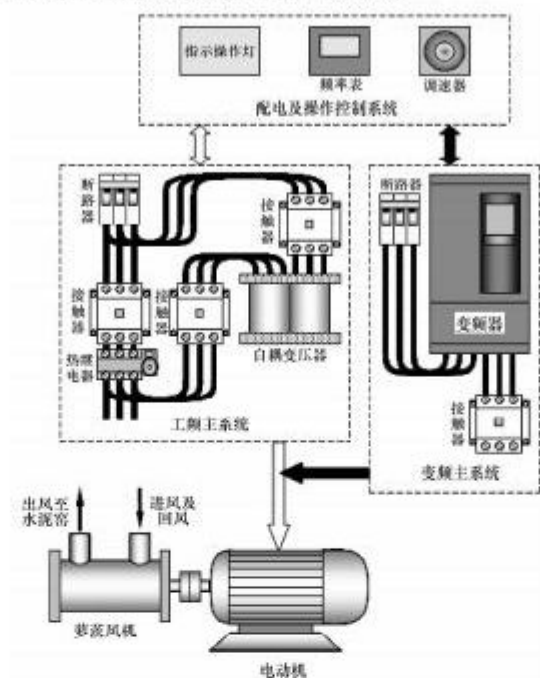 指示操作灯
频率表
调速器
配电及操作控制系统
断路器
接触器
接触器
接触器
热继电器
自耦变压器
工频主系统
断路器
变频器
接触器
变频主系统
出风至
水泥窑
进风及
回风
萝茨风机
电动机